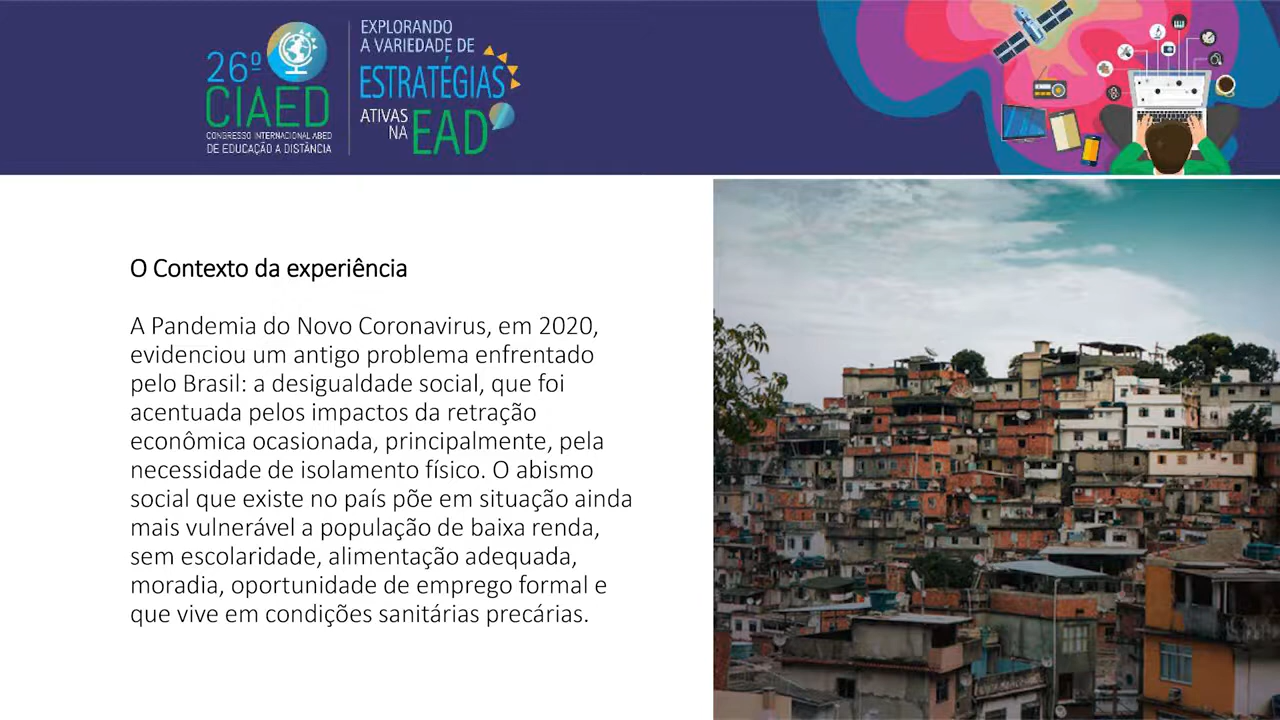 26º
CIAED
CONGRESSO INTERNACIONAL ABED
DE EDUCAÇÃO A DISTÂNCIA
EXPLORANDO
A VARIEDADE DE
ESTRATÉGIAS
ATIVAS
NA EAD
O Contexto da experiência
A Pandemia do Novo Coronavirus, em 2020,
evidenciou um antigo problema enfrentado
pelo Brasil: a desigualdade social, que foi
acentuada pelos impactos da retração
econômica ocasionada, principalmente, pela
necessidade de isolamento físico. O abismo
social que existe no país põe em situação ainda
mais vulnerável a população de baixa renda,
sem escolaridade, alimentação adequada,
moradia, oportunidade de emprego formal e
que vive em condições sanitárias precárias.